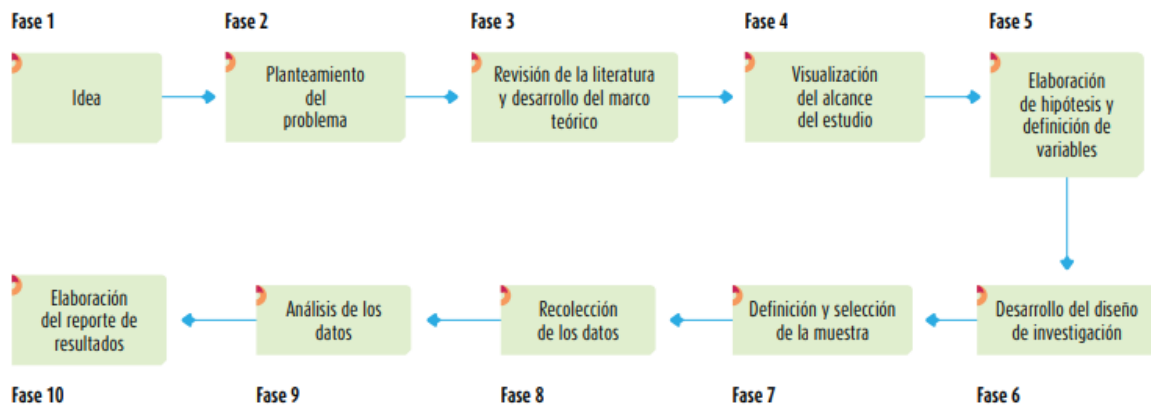 Fase 1
Idea
Fase 2
Planteamiento
del
problema
Fase 3
Revisión de la literatura
y desarrollo del marco
teórico
Fase 4
Visualización
del alcance
del estudio
Fase 5
Elaboración
de hipótesis y
definición de
variables
Desarrollo del diseño
de investigación
Fase 6
Definición y selección
de la muestra
Fase 7
Recolección
de los datos
Fase 8
Análisis de los
datos
Fase 9
Elaboración
del reporte de
resultados
Fase 10